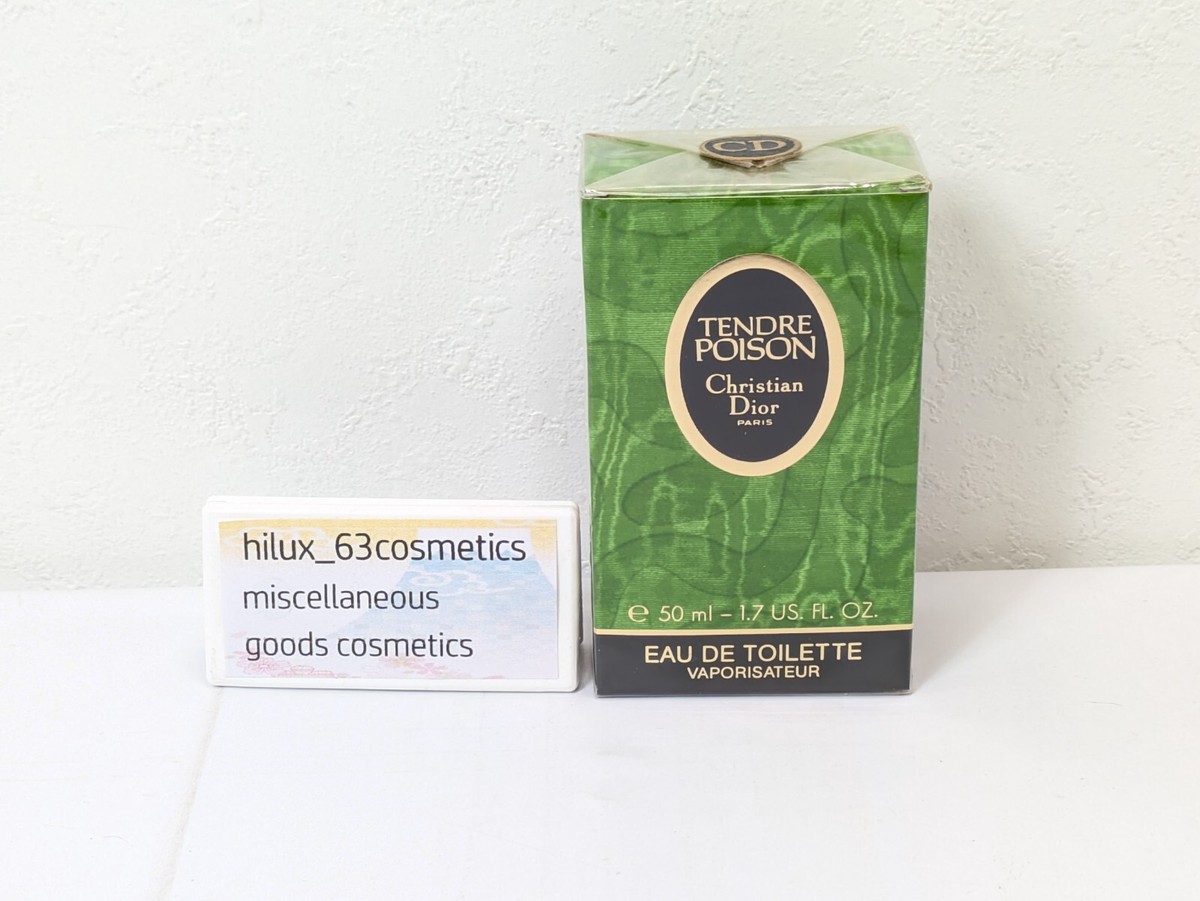 CD
TENDRE
POISON
Christian
Dior
PARIS
℮ 50 ml – 1.7 US. FL. OZ.
EAU DE TOILETTE
VAPORISATEUR
hilux_63cosmetics
miscellaneous
goods cosmetics